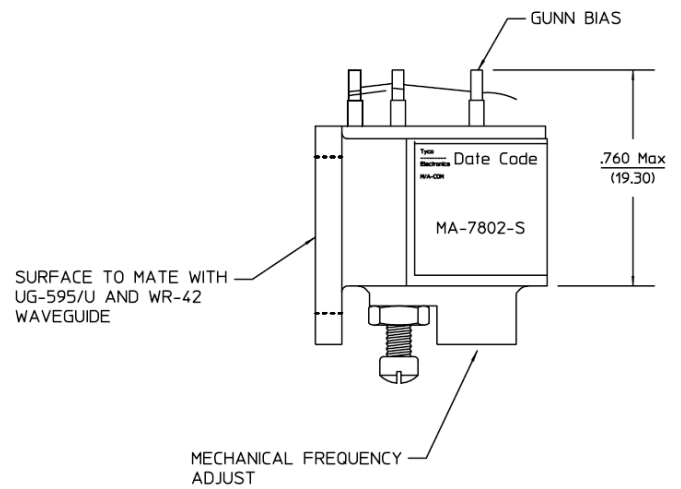 GUNN BIAS
Tyco
Electronics
Date Code
M/A-COM
.760 Max
(19.30)
MA-7802-S
SURFACE TO MATE WITH
UG-595/U AND WR-42
WAVEGUIDE
MECHANICAL FREQUENCY
ADJUST